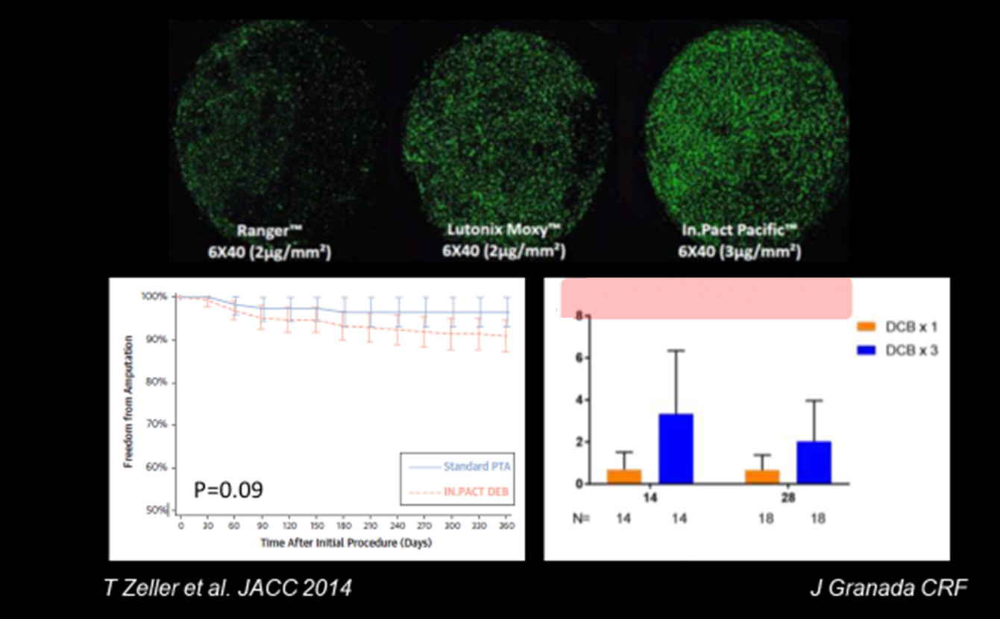 Ranger™
6X40 (2µg/mm²)
Lutonix Moxy™
6X40 (2µg/mm²)
In.Pact Pacific™
6X40 (3µg/mm²)
Freedom from Amputation
100%
90%
80%
70%
60%
50%
P=0.09
Standard PTA
IN.PACT DEB
0 30 60 90 120 150 180 210 240 270 300 330 360
Time After Initial Procedure (Days)
8
6
4
2
0
DCB x 1
DCB x 3
14 28
N= 14 14 18 18
T Zeller et al. JACC 2014
J Granada CRF